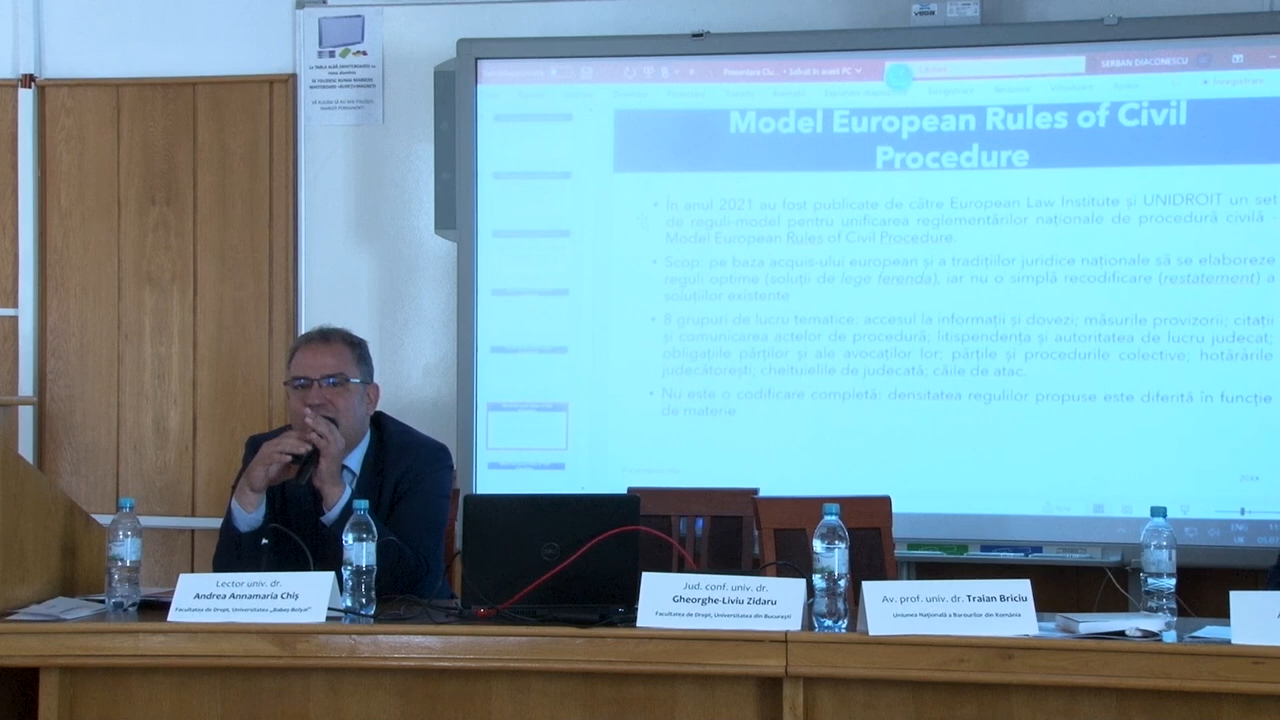 La TABLA ALBĂ (WHITEBOARD)
SERBAN DIACONESCU
Model European Rules of Civil
Procedure
• În anul 2021 au fost publicate de către European Law Institute și UNIDROIT un set
de reguli-model pentru unificarea reglementărilor naționale de procedură civilă -
Model European Rules of Civil Procedure.
• Scop: pe baza acquis-ului european și a tradițiilor juridice naționale să se elaboreze
reguli optime (soluții de lege ferenda), iar nu o simplă recodificare (restatement) a
soluțiilor existente
• 8 grupuri de lucru tematice: accesul la informații și dovezi; măsurile provizorii; citații
și comunicarea actelor de procedură; litispendența și autoritatea de lucru judecat;
obligațiile părților și ale avocaților lor; părțile și procedurile colective; hotărârile
judecătorești, cheltuielile de judecată; căile de atac.
• Nu este o codificare completă: densitatea regulilor propuse este diferită în funcție
de materie
20XX
ENG
UK
DELL
Lector univ. dr.
Andrea Annamaria Chiș
Facultatea de Drept, Universitatea „Babeș-Bolyai”
Jud. conf. univ. dr.
Gheorghe-Liviu Zidaru
Facultatea de Drept, Universitatea din București
Av. prof. univ. dr. Traian Briciu
Uniunea Națională a Barourilor din România